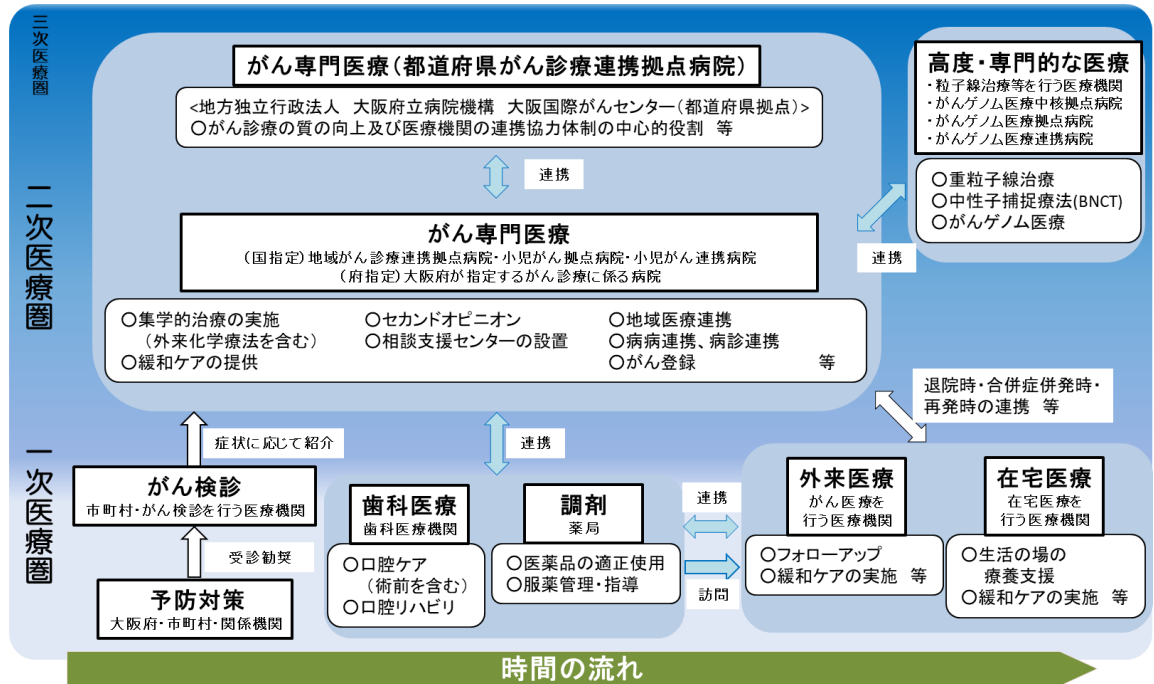 三次医療圏
二次医療圏
一次医療圏
がん専門医療(都道府県がん診療連携拠点病院)
<地方独立行政法人 大阪府立病院機構 大阪国際がんセンター(都道府県拠点)>
○がん診療の質の向上及び医療機関の連携協力体制の中心的役割 等
連携
高度・専門的な医療
・粒子線治療等を行う医療機関
・がんゲノム医療中核拠点病院
・がんゲノム医療拠点病院
・がんゲノム医療連携病院
○重粒子線治療
○中性子捕捉療法(BNCT)
○がんゲノム医療
連携
がん専門医療
(国指定)地域がん診療連携拠点病院・小児がん拠点病院・小児がん連携病院
(府指定)大阪府が指定するがん診療に係る病院
○集学的治療の実施
(外来化学療法を含む)
○緩和ケアの提供
○セカンドオピニオン
○相談支援センターの設置
○地域医療連携
○病病連携、病診連携
○がん登録 等
退院時・合併症併発時・
再発時の連携 等
症状に応じて紹介
連携
がん検診
市町村・がん検診を行う医療機関
受診勧奨
予防対策
大阪府・市町村・関係機関
歯科医療
歯科医療機関
○口腔ケア
(術前を含む)
○口腔リハビリ
調剤
薬局
○医薬品の適正使用
○服薬管理・指導
連携
訪問
外来医療
がん医療を
行う医療機関
○フォローアップ
○緩和ケアの実施 等
在宅医療
在宅医療を
行う医療機関
○生活の場の
療養支援
○緩和ケアの実施 等
時間の流れ